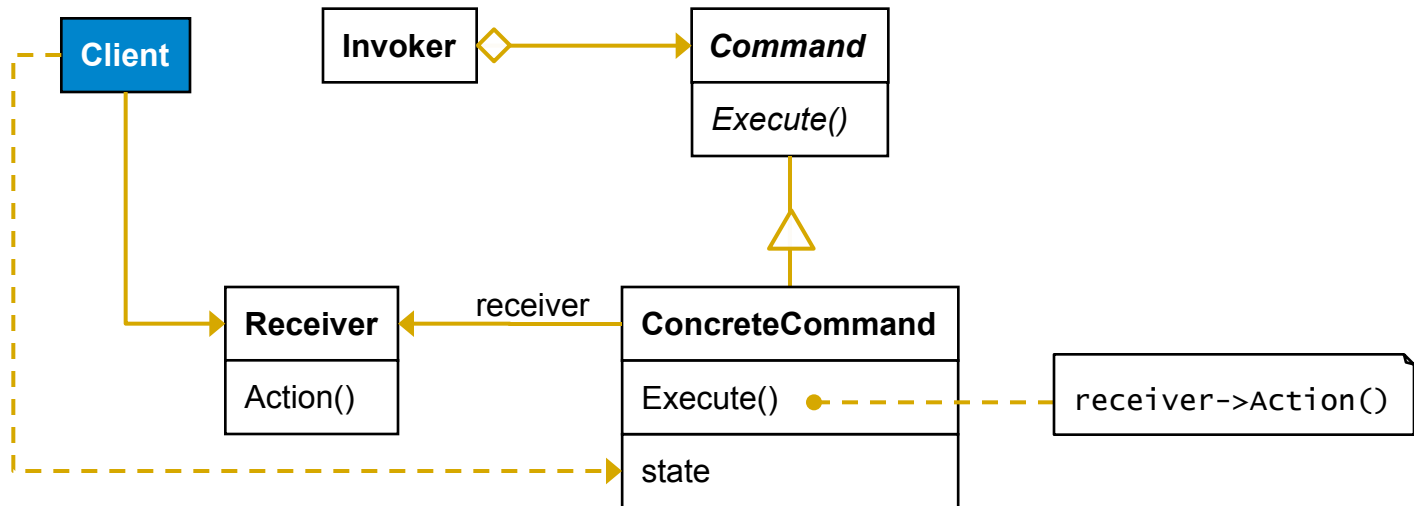 Client
Invoker
Command
Execute()
Receiver
Action()
receiver
ConcreteCommand
Execute()
state
receiver->Action()